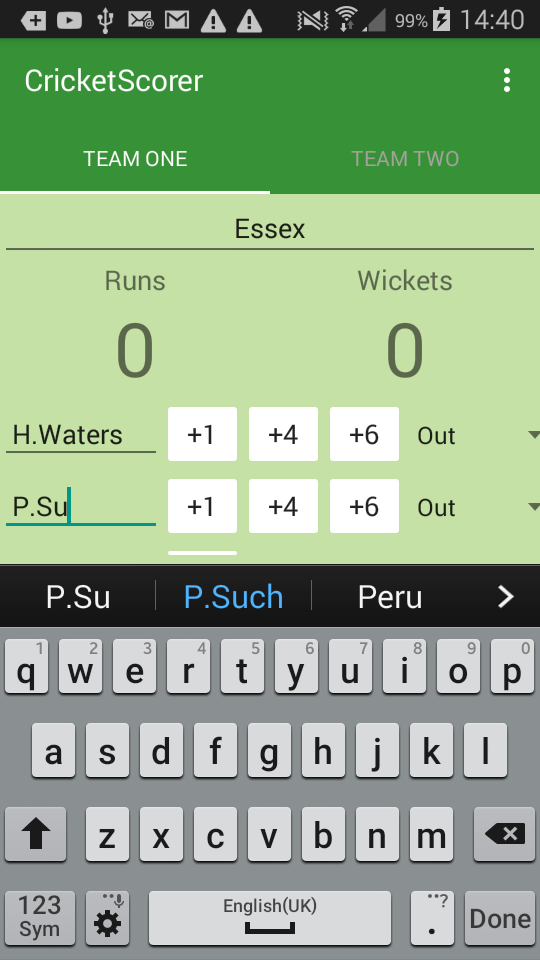 99% 14:40
CricketScorer
TEAM ONE TEAM TWO
Essex
Runs Wickets
0 0
H.Waters +1 +4 +6 Out
P.Su +1 +4 +6 Out
P.Su P.Such Peru
1 2 3 4 5 6 7 8 9 0
q w e r t y u i o p
a s d f g h j k l
z x c v b n m
123 English(UK) ?
Sym . Done